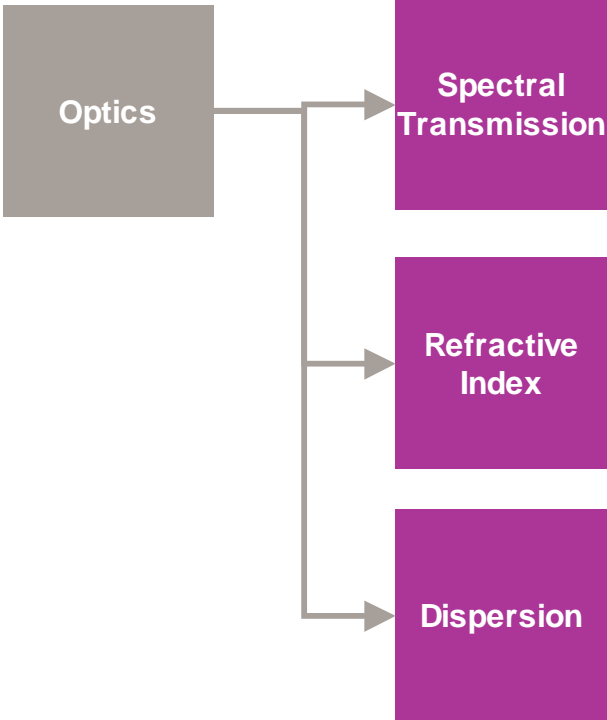 Optics
Spectral
Transmission
Refractive
Index
Dispersion